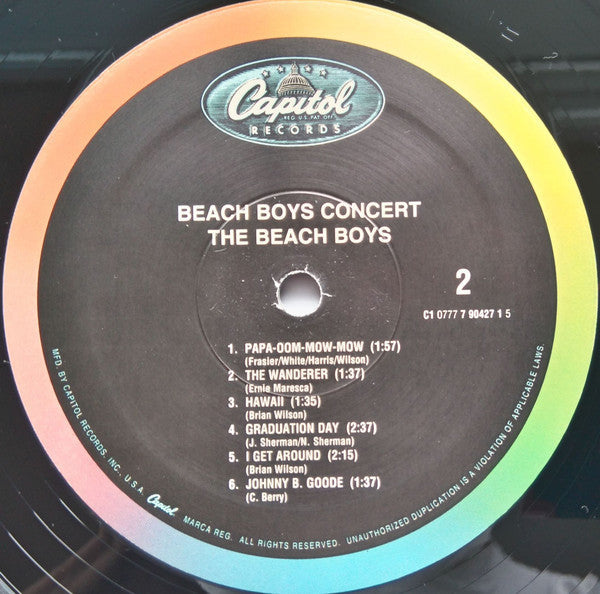 Capitol
REG. U.S. PAT. OFF.
RECORDS
BEACH BOYS CONCERT
THE BEACH BOYS
2
C1 0777 7 90427 1 5
1. PAPA-OOM-MOW-MOW (1:57)
(Frasier/White/Harris/Wilson)
2. THE WANDERER (1:37)
(Ernie Maresca)
3. HAWAII (1:35)
(Brian Wilson)
4. GRADUATION DAY (2:37)
(J. Sherman/N. Sherman)
5. I GET AROUND (2:15)
(Brian Wilson)
6. JOHNNY B. GOODE (1:37)
(C. Berry)
MFD. BY CAPITOL RECORDS, INC., U.S.A. Capitol MARCA REG. ALL RIGHTS RESERVED. UNAUTHORIZED DUPLICATION IS A VIOLATION OF APPLICABLE LAWS.